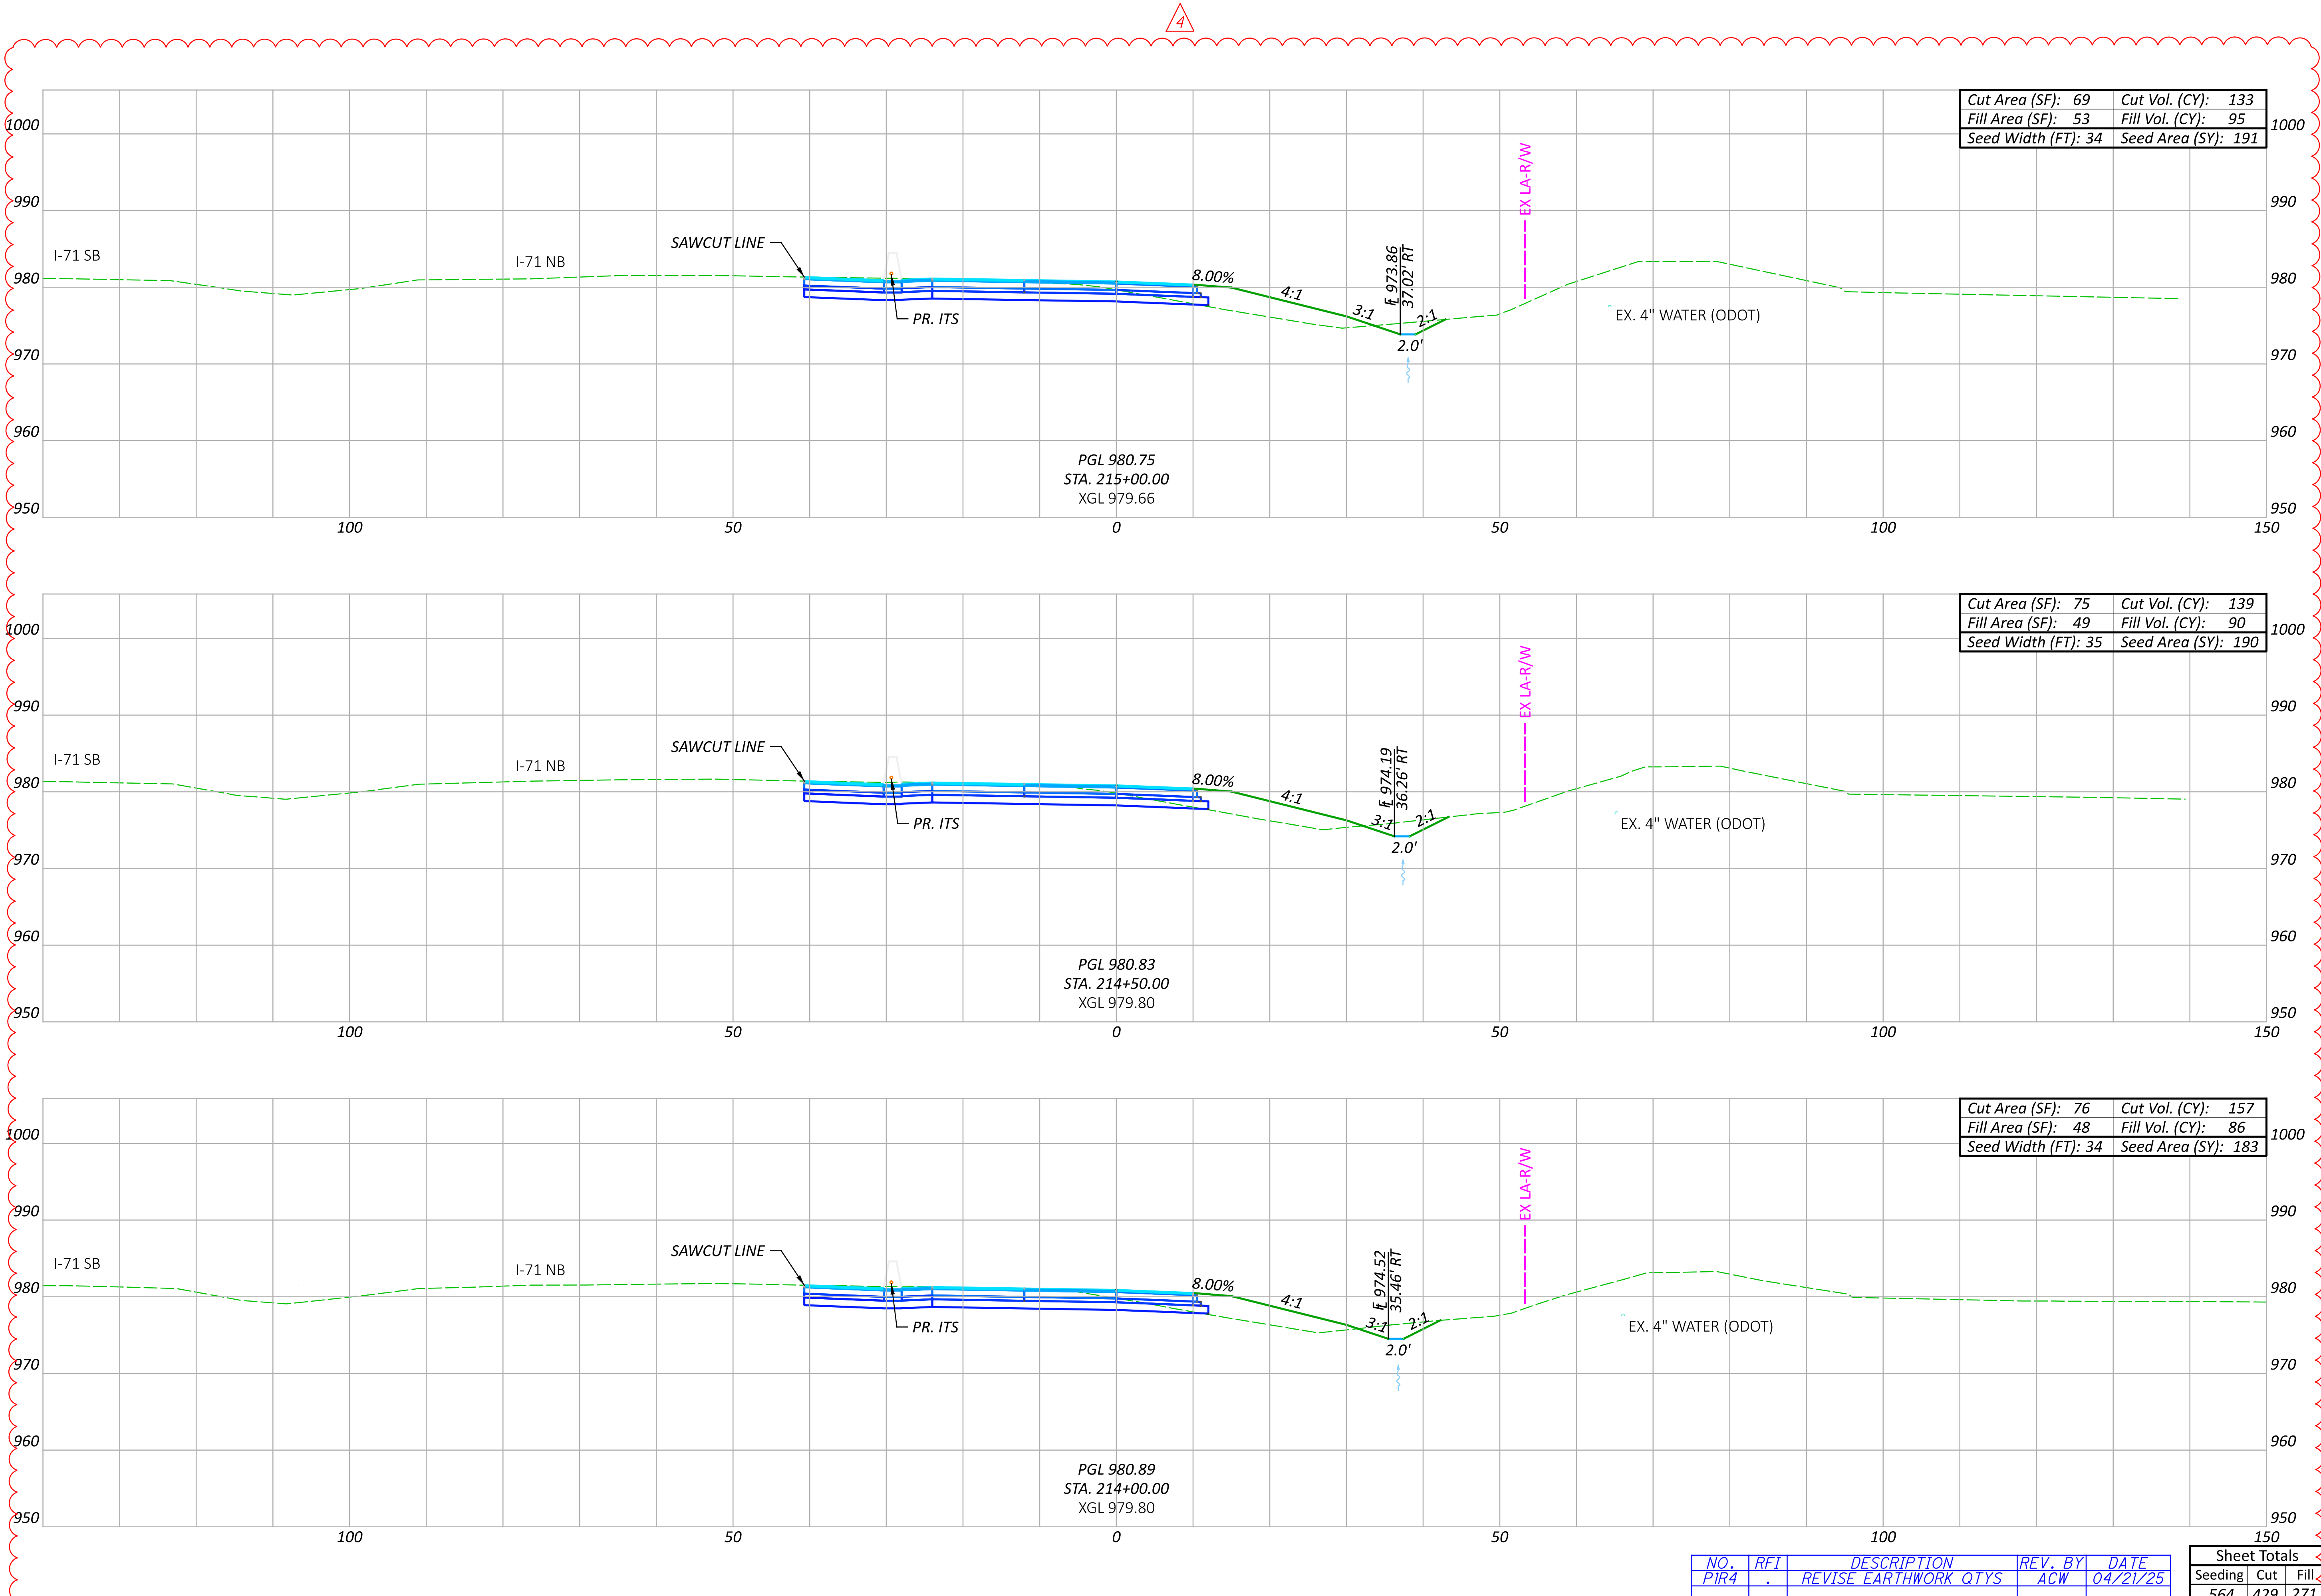 4
Cut Area (SF): 69 Cut Vol. (CY): 133
Fill Area (SF): 53 Fill Vol. (CY): 95
Seed Width (FT): 34 Seed Area (SY): 191
1000 1000
990 990
980 980
970 970
960 960
950 950
I-71 SB
I-71 NB
SAWCUT LINE
PR. ITS
8.00%
4:1
3:1
℄ 973.86
37.02' RT
2:1
2.0'
EX LA-R/W
EX. 4" WATER (ODOT)
PGL 980.75
STA. 215+00.00
XGL 979.66
100 50 0 50 100 150
Cut Area (SF): 75 Cut Vol. (CY): 139
Fill Area (SF): 49 Fill Vol. (CY): 90
Seed Width (FT): 35 Seed Area (SY): 190
1000 1000
990 990
980 980
970 970
960 960
950 950
I-71 SB
I-71 NB
SAWCUT LINE
PR. ITS
8.00%
4:1
3:1
℄ 974.19
36.26' RT
2:1
2.0'
EX LA-R/W
EX. 4" WATER (ODOT)
PGL 980.83
STA. 214+50.00
XGL 979.80
100 50 0 50 100 150
Cut Area (SF): 76 Cut Vol. (CY): 157
Fill Area (SF): 48 Fill Vol. (CY): 86
Seed Width (FT): 34 Seed Area (SY): 183
1000 1000
990 990
980 980
970 970
960 960
950 950
I-71 SB
I-71 NB
SAWCUT LINE
PR. ITS
8.00%
4:1
3:1
℄ 974.52
35.46' RT
2:1
2.0'
EX LA-R/W
EX. 4" WATER (ODOT)
PGL 980.89
STA. 214+00.00
XGL 979.80
100 50 0 50 100 150
NO. RFI DESCRIPTION REV. BY DATE
P1R4 . REVISE EARTHWORK QTYS ACW 04/21/25
Sheet Totals
Seeding Cut Fill
564 429 271